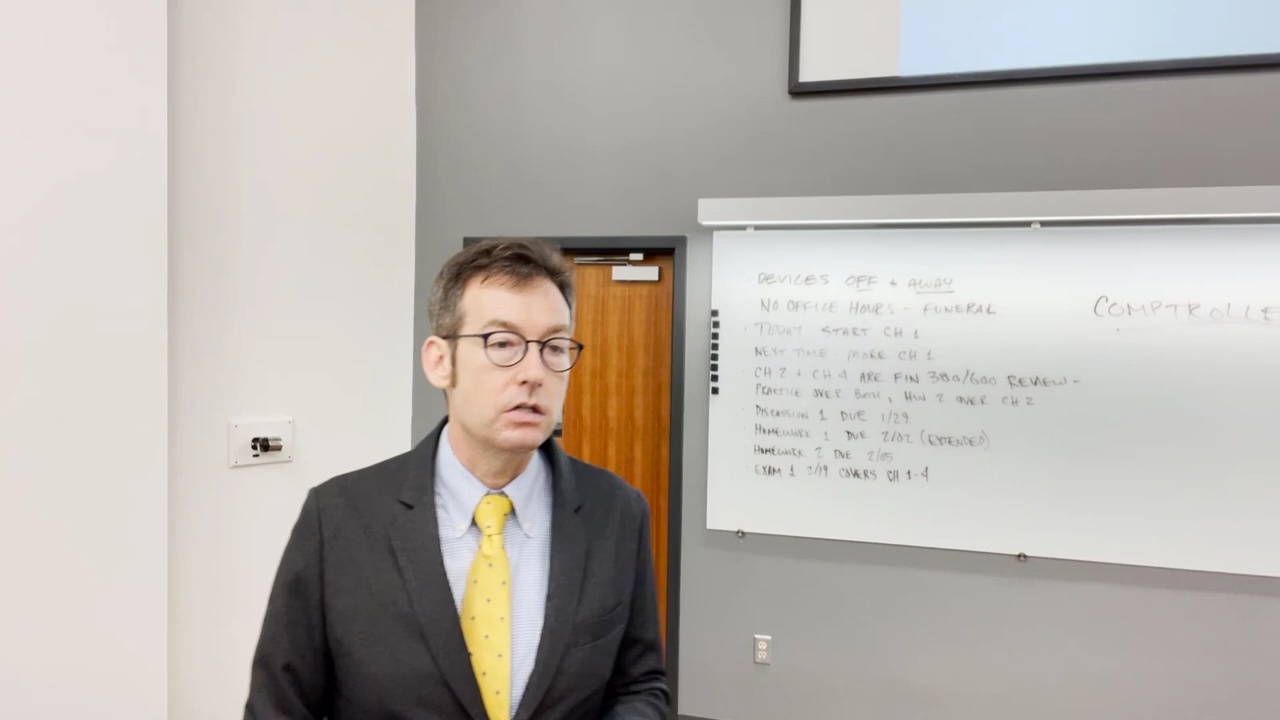 DEVICES OFF & AWAY
NO OFFICE HOURS - FUNERAL
COMPTROLLE
· TODAY START CH 1
NEXT TIME - MORE CH 1
· CH 2 + CH 4 ARE FIN 380/600 REVIEW -
PRACTICE OVER BOTH, HW 2 OVER CH 2
· DISCUSSION 1 DUE 1/29
· HOMEWORK 1 DUE 2/02 (EXTENDED)
HOMEWORK 2 DUE 2/05
· EXAM 1 2/19 COVERS CH 1-4